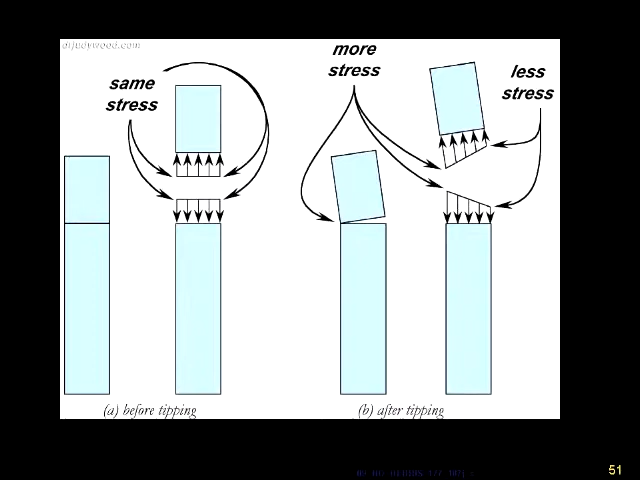 drjudywood.com
more
stress
same
stress
less
stress
(a) before tipping
(b) after tipping
51